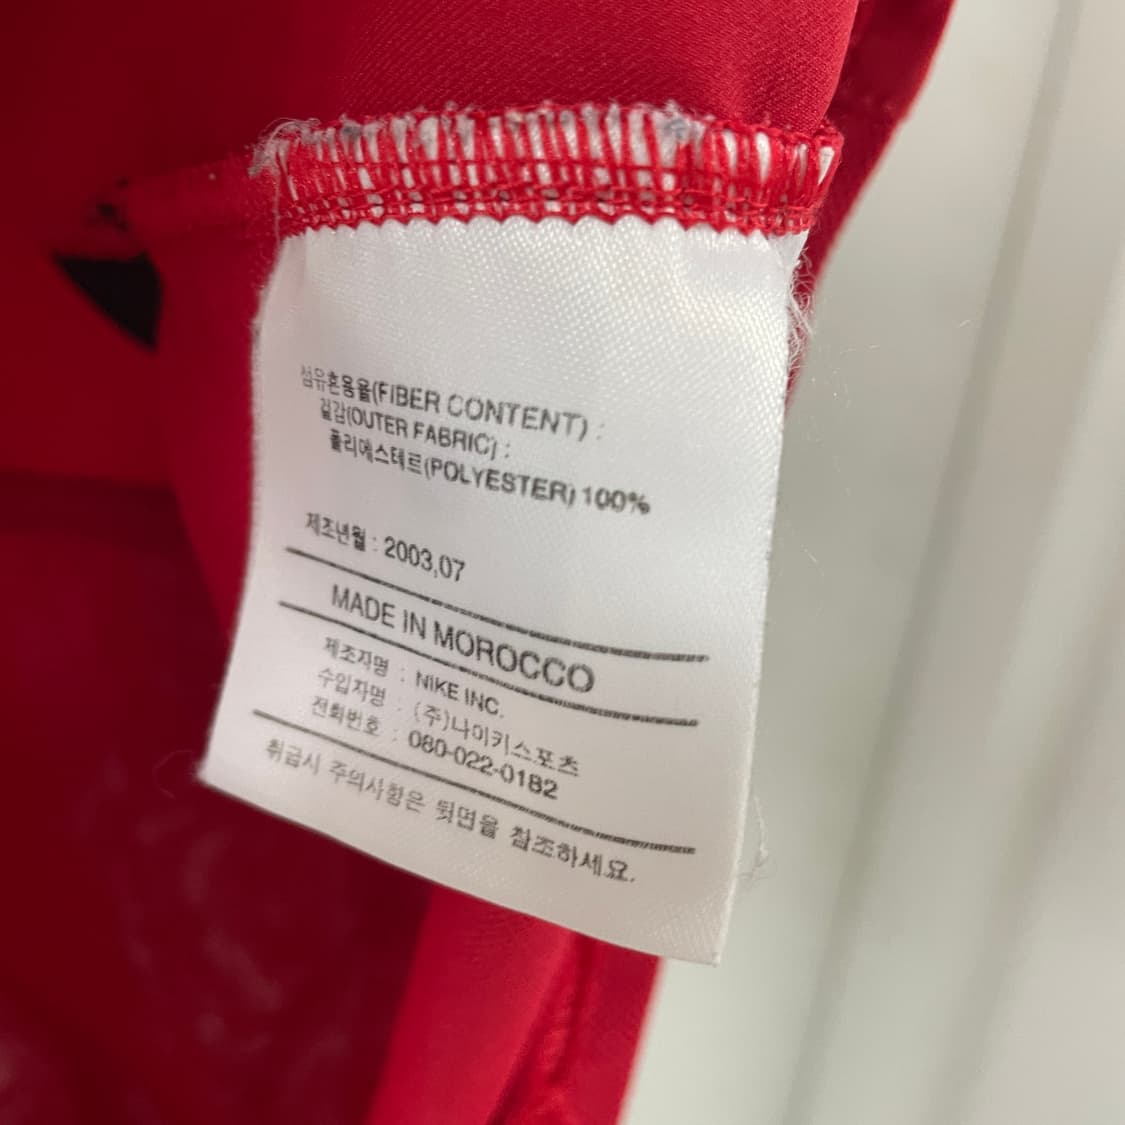 섬유혼용율(FIBER CONTENT) :
겉감(OUTER FABRIC) :
폴리에스테르(POLYESTER) 100%
제조년월 : 2003,07
MADE IN MOROCCO
제조자명 : NIKE INC.
수입자명 : (주)나이키스포츠
전화번호 : 080-022-0182
취급시 주의사항은 뒷면을 참조하세요.